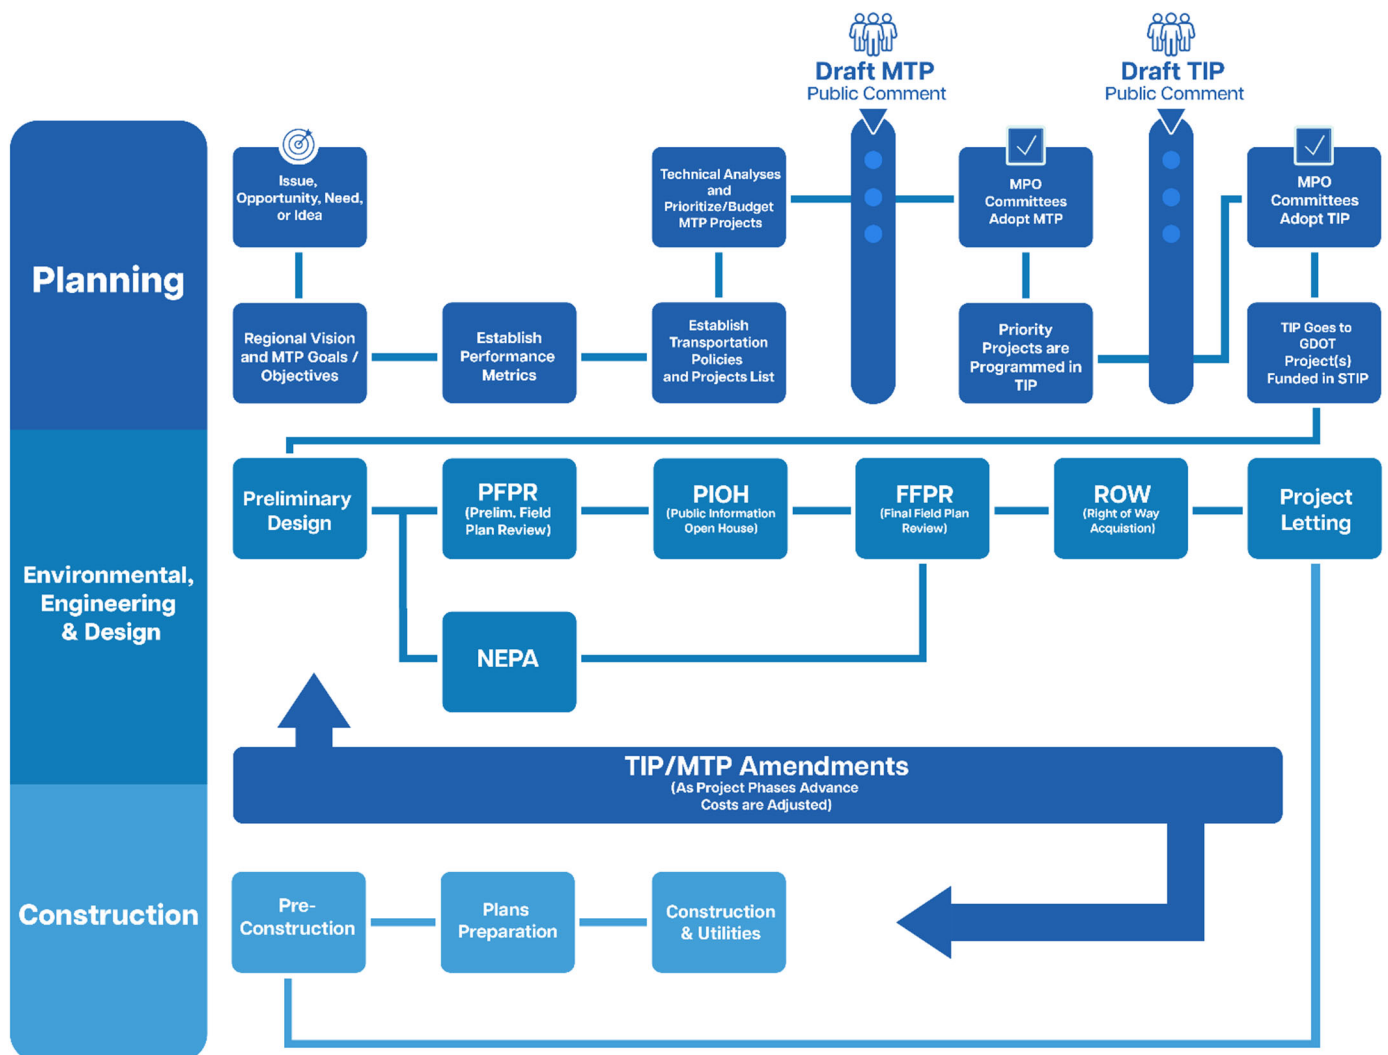 Draft MTP
Public Comment
Draft TIP
Public Comment
Planning
Issue,
Opportunity, Need,
or Idea
Technical Analyses
and
Prioritize/Budget
MTP Projects
MPO
Committees
Adopt MTP
MPO
Committees
Adopt TIP
Regional Vision
and MTP Goals /
Objectives
Establish
Performance
Metrics
Establish
Transportation
Policies
and Projects List
Priority
Projects are
Programmed in
TIP
TIP Goes to
GDOT
Project(s)
Funded in STIP
Environmental,
Engineering
& Design
Preliminary
Design
PFPR
(Prelim. Field
Plan Review)
PIOH
(Public Information
Open House)
FFPR
(Final Field Plan
Review)
ROW
(Right of Way
Acquistion)
Project
Letting
NEPA
TIP/MTP Amendments
(As Project Phases Advance
Costs are Adjusted)
Construction
Pre-
Construction
Plans
Preparation
Construction
& Utilities